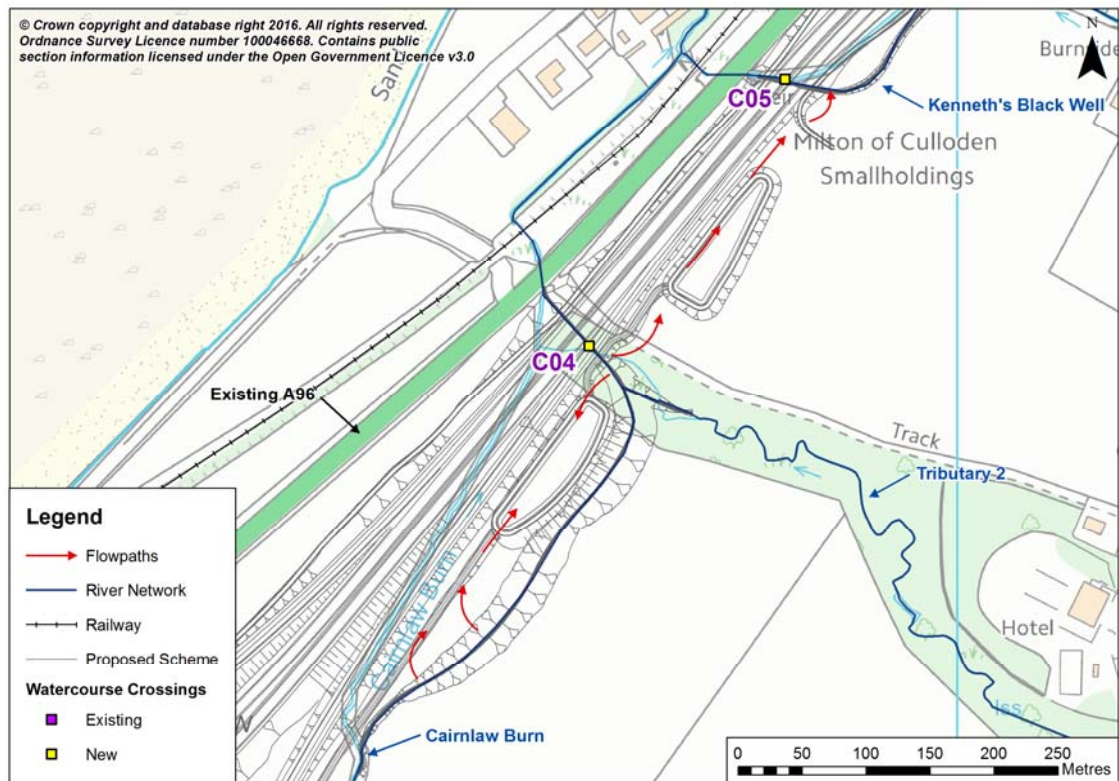 © Crown copyright and database right 2016. All rights reserved.
Ordnance Survey Licence number 100046668. Contains public
section information licensed under the Open Government Licence v3.0
Burnside
C05
Kenneth's Black Well
Milton of Culloden
Smallholdings
C04
Existing A96
Track
Tributary 2
Cairnlaw Burn
Hotel
Iss
Cairnlaw Burn
Legend
Flowpaths
River Network
Railway
Proposed Scheme
Watercourse Crossings
Existing
New
0 50 100 150 200 250
Metres